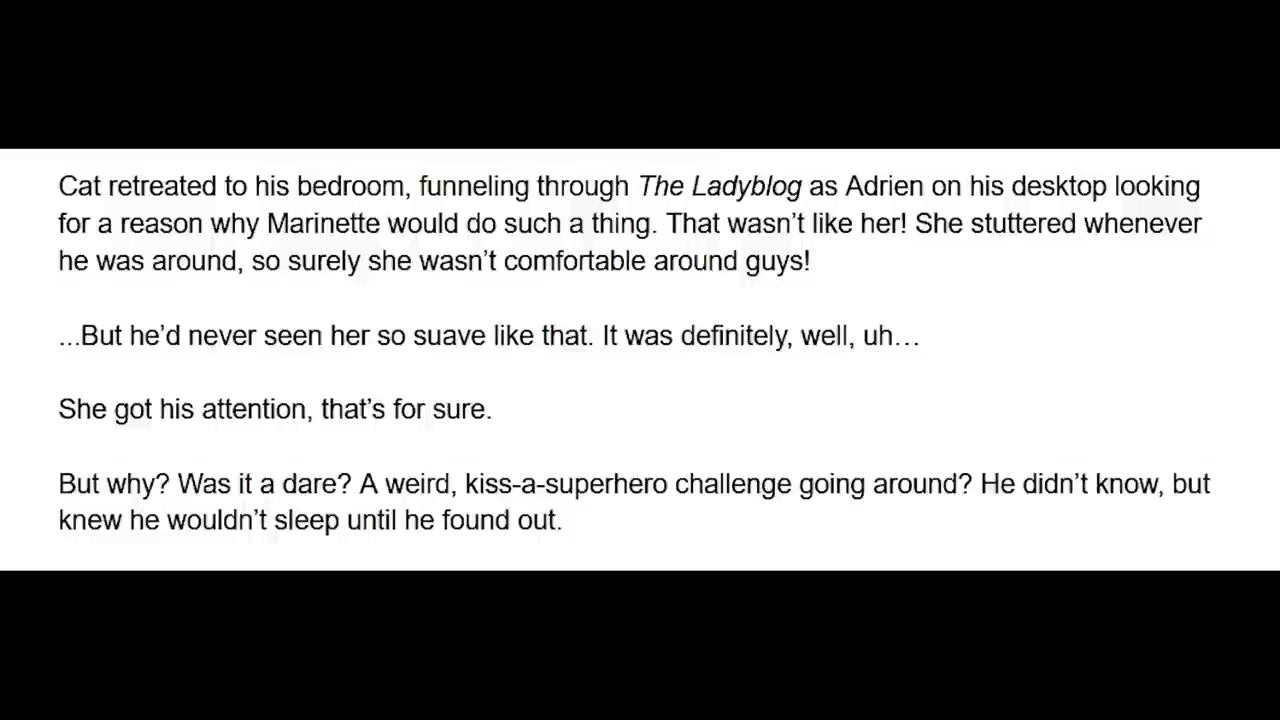 Cat retreated to his bedroom, funneling through The Ladyblog as Adrien on his desktop looking
for a reason why Marinette would do such a thing. That wasn’t like her! She stuttered whenever
he was around, so surely she wasn’t comfortable around guys!
...But he’d never seen her so suave like that. It was definitely, well, uh…
She got his attention, that’s for sure.
But why? Was it a dare? A weird, kiss-a-superhero challenge going around? He didn’t know, but
knew he wouldn’t sleep until he found out.